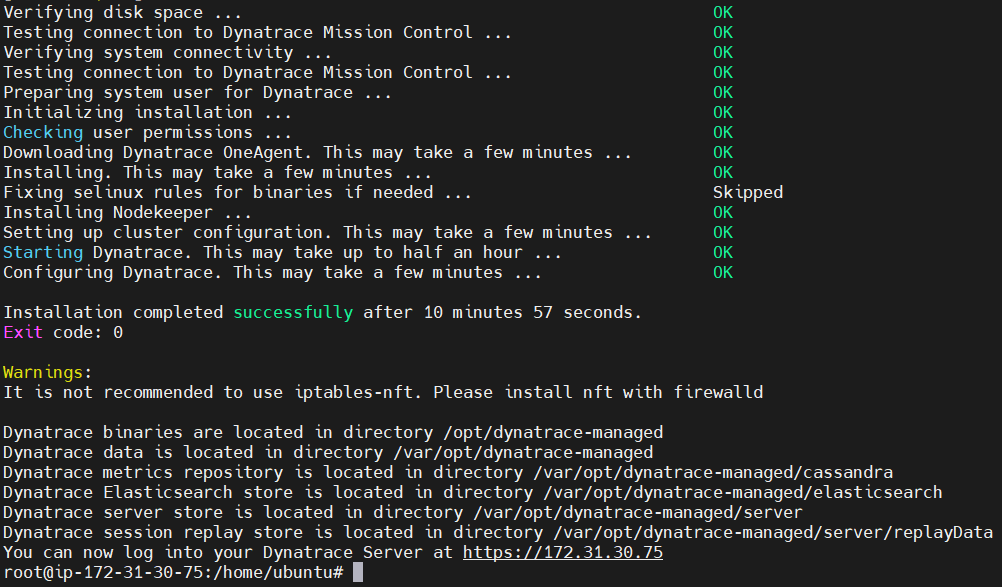 Verifying disk space ... OK
Testing connection to Dynatrace Mission Control ... OK
Verifying system connectivity ... OK
Testing connection to Dynatrace Mission Control ... OK
Preparing system user for Dynatrace ... OK
Initializing installation ... OK
Checking user permissions ... OK
Downloading Dynatrace OneAgent. This may take a few minutes ... OK
Installing. This may take a few minutes ... OK
Fixing selinux rules for binaries if needed ... Skipped
Installing Nodekeeper ... OK
Setting up cluster configuration. This may take a few minutes ... OK
Starting Dynatrace. This may take up to half an hour ... OK
Configuring Dynatrace. This may take a few minutes ... OK
Installation completed successfully after 10 minutes 57 seconds.
Exit code: 0
Warnings:
It is not recommended to use iptables-nft. Please install nft with firewalld
Dynatrace binaries are located in directory /opt/dynatrace-managed
Dynatrace data is located in directory /var/opt/dynatrace-managed
Dynatrace metrics repository is located in directory /var/opt/dynatrace-managed/cassandra
Dynatrace Elasticsearch store is located in directory /var/opt/dynatrace-managed/elasticsearch
Dynatrace server store is located in directory /var/opt/dynatrace-managed/server
Dynatrace session replay store is located in directory /var/opt/dynatrace-managed/server/replayData
You can now log into your Dynatrace Server at https://172.31.30.75
root@ip-172-31-30-75:/home/ubuntu#